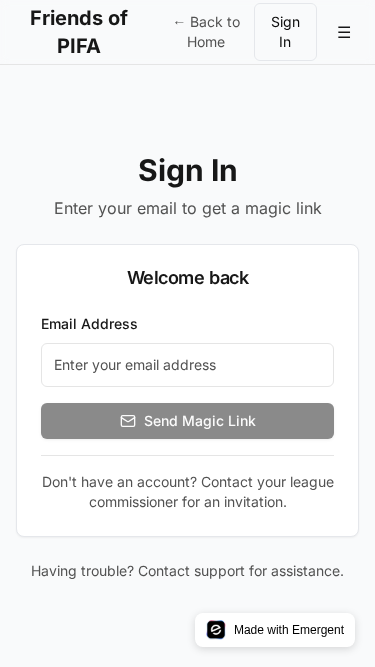 Friends of
PIFA
← Back to
Home
Sign
In
☰
Sign In
Enter your email to get a magic link
Welcome back
Email Address
Enter your email address
Send Magic Link
Don't have an account? Contact your league
commissioner for an invitation.
Having trouble? Contact support for assistance.
Made with Emergent